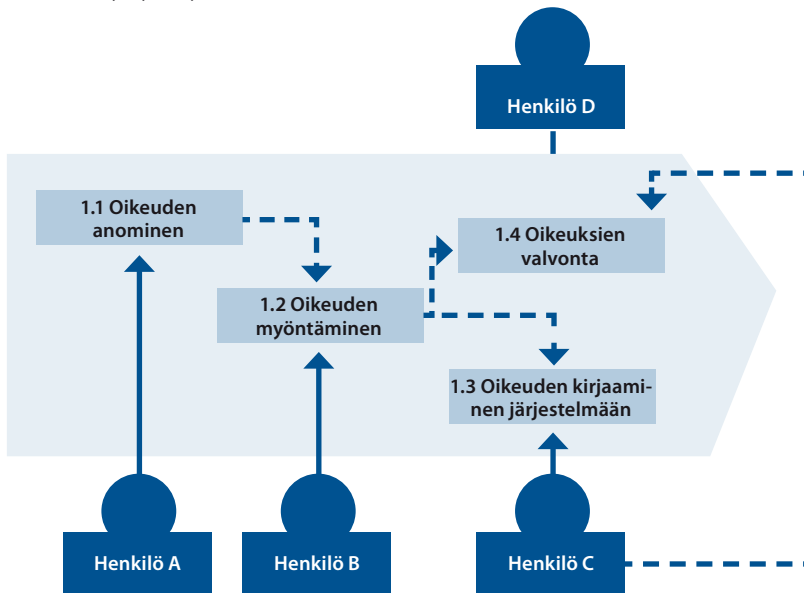 Henkilö D
1.1 Oikeuden
anominen
1.4 Oikeuksien
valvonta
1.2 Oikeuden
myöntäminen
1.3 Oikeuden kirjaami-
nen järjestelmään
Henkilö A
Henkilö B
Henkilö C